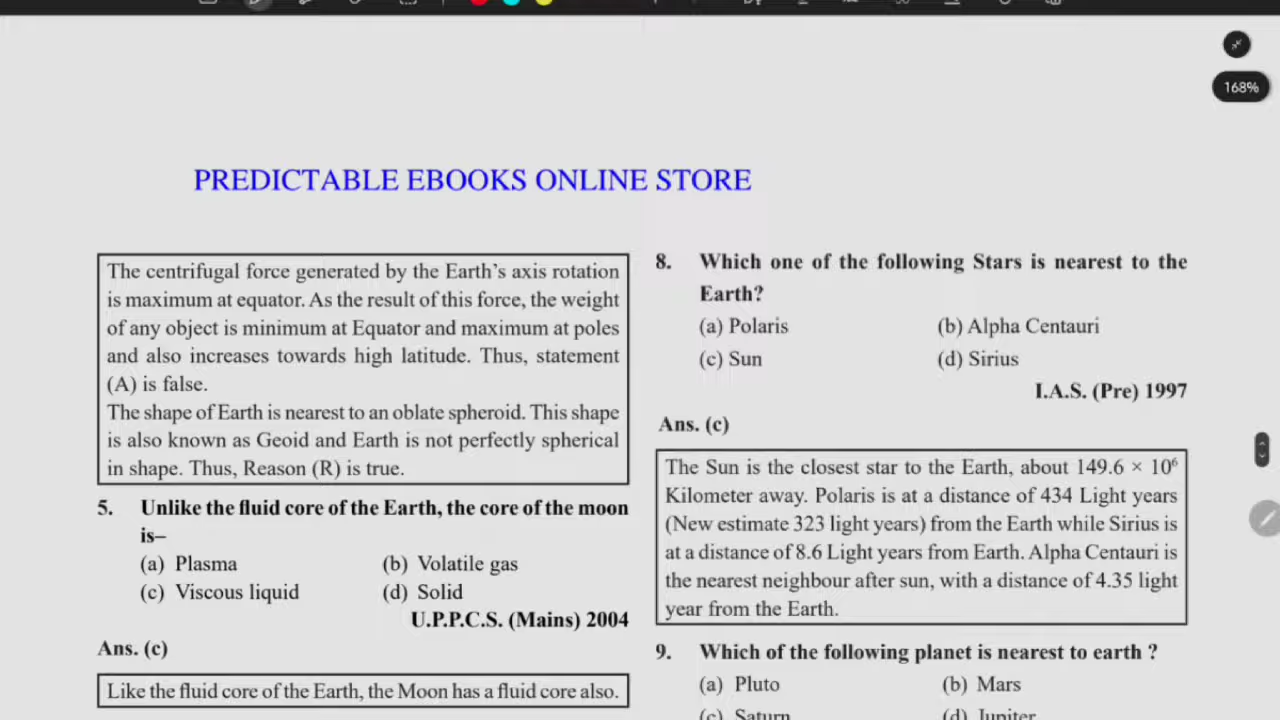 168%
PREDICTABLE EBOOKS ONLINE STORE
The centrifugal force generated by the Earth's axis rotation
is maximum at equator. As the result of this force, the weight
of any object is minimum at Equator and maximum at poles
and also increases towards high latitude. Thus, statement
(A) is false.
The shape of Earth is nearest to an oblate spheroid. This shape
is also known as Geoid and Earth is not perfectly spherical
in shape. Thus, Reason (R) is true.
5. Unlike the fluid core of the Earth, the core of the moon
is–
(a) Plasma (b) Volatile gas
(c) Viscous liquid (d) Solid
U.P.P.C.S. (Mains) 2004
Ans. (c)
Like the fluid core of the Earth, the Moon has a fluid core also.
8. Which one of the following Stars is nearest to the
Earth?
(a) Polaris (b) Alpha Centauri
(c) Sun (d) Sirius
I.A.S. (Pre) 1997
Ans. (c)
The Sun is the closest star to the Earth, about 149.6 × 10⁶
Kilometer away. Polaris is at a distance of 434 Light years
(New estimate 323 light years) from the Earth while Sirius is
at a distance of 8.6 Light years from Earth. Alpha Centauri is
the nearest neighbour after sun, with a distance of 4.35 light
year from the Earth.
9. Which of the following planet is nearest to earth ?
(a) Pluto (b) Mars
(c) Saturn (d) Jupiter